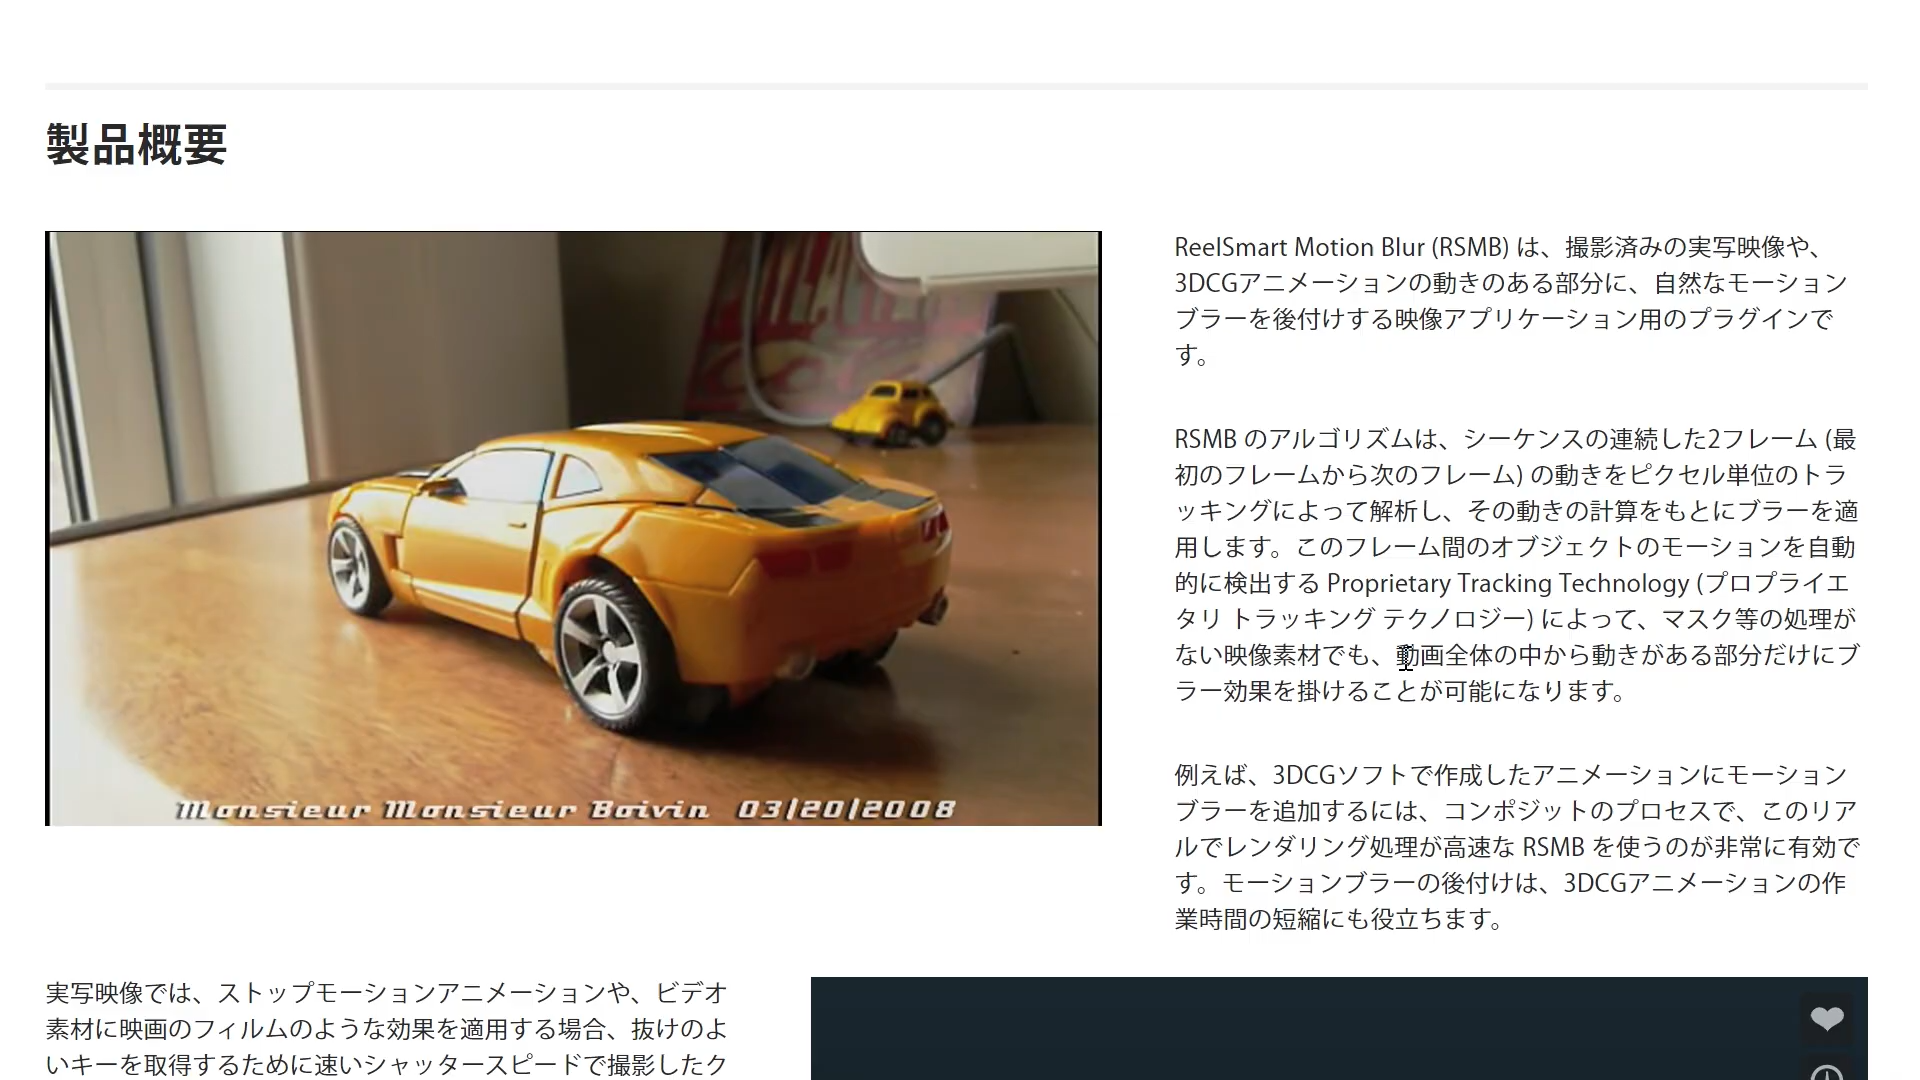 製品概要
Monsieur Monsieur Boivin 03/20/2008
ReelSmart Motion Blur (RSMB) は、撮影済みの実写映像や、
3DCGアニメーションの動きのある部分に、自然なモーション
ブラーを後付けする映像アプリケーション用のプラグインで
す。
RSMB のアルゴリズムは、シーケンスの連続した2フレーム (最
初のフレームから次のフレーム) の動きをピクセル単位のトラ
ッキングによって解析し、その動きの計算をもとにブラーを適
用します。このフレーム間のオブジェクトのモーションを自動
的に検出する Proprietary Tracking Technology (プロプライエ
タリ トラッキング テクノロジー) によって、マスク等の処理が
ない映像素材でも、動画全体の中から動きがある部分だけにブ
ラー効果を掛けることが可能になります。
例えば、3DCGソフトで作成したアニメーションにモーション
ブラーを追加するには、コンポジットのプロセスで、このリア
ルでレンダリング処理が高速な RSMB を使うのが非常に有効で
す。モーションブラーの後付けは、3DCGアニメーションの作
業時間の短縮にも役立ちます。
実写映像では、ストップモーションアニメーションや、ビデオ
素材に映画のフィルムのような効果を適用する場合、抜けのよ
いキーを取得するために速いシャッタースピードで撮影したク